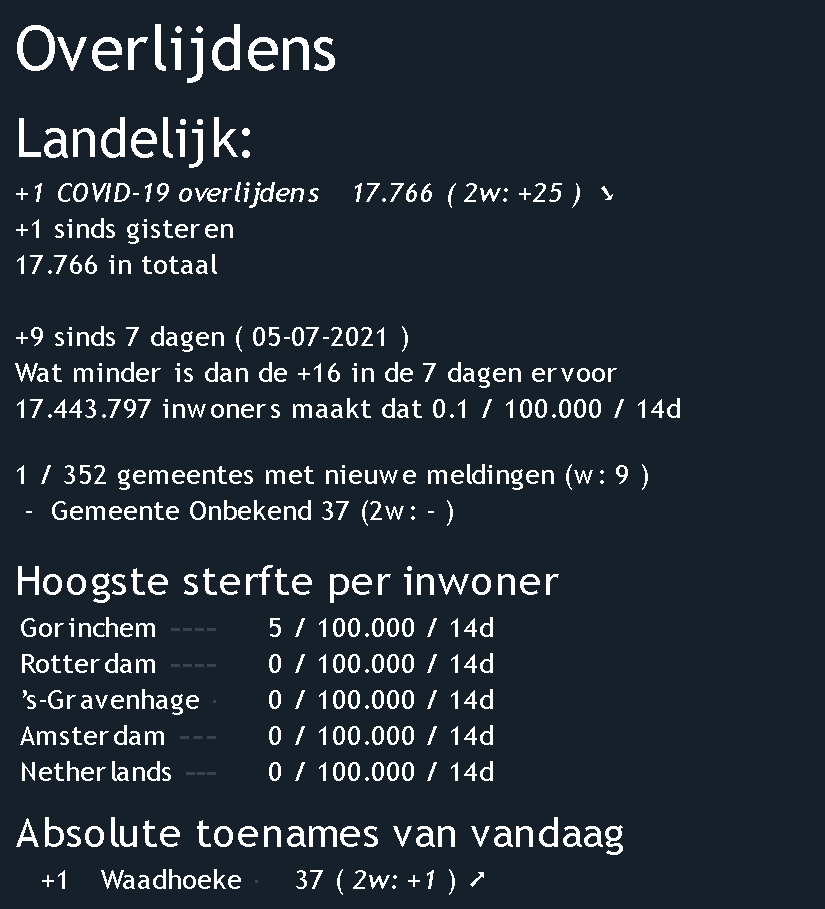 Overlijdens
Landelijk:
+1 COVID-19 overlijdens 17.766 ( 2w: +25 ) ↘
+1 sinds gisteren
17.766 in totaal
+9 sinds 7 dagen ( 05-07-2021 )
Wat minder is dan de +16 in de 7 dagen ervoor
17.443.797 inwoners maakt dat 0.1 / 100.000 / 14d
1 / 352 gemeentes met nieuwe meldingen (w: 9 )
- Gemeente Onbekend 37 (2w: - )
Hoogste sterfte per inwoner
Gorinchem ---- 5 / 100.000 / 14d
Rotterdam ---- 0 / 100.000 / 14d
's-Gravenhage · 0 / 100.000 / 14d
Amsterdam --- 0 / 100.000 / 14d
Netherlands --- 0 / 100.000 / 14d
Absolute toenames van vandaag
+1 Waadhoeke · 37 ( 2w: +1 ) ↗